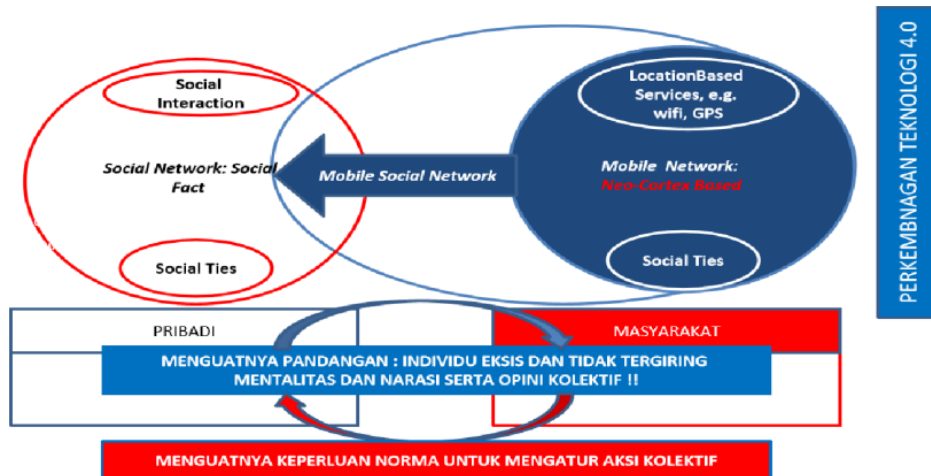 Social
Interaction
Social Network: Social
Fact
Social Ties
Mobile Social Network
LocationBased
Services, e.g.
wifi, GPS
Mobile Network:
Neo-Cortex Based
Social Ties
PERKEMBNAGAN TEKNOLOGI 4.0
PRIBADI
MASYARAKAT
MENGUATNYA PANDANGAN : INDIVIDU EKSIS DAN TIDAK TERGIRING
MENTALITAS DAN NARASI SERTA OPINI KOLEKTIF !!
MENGUATNYA KEPERLUAN NORMA UNTUK MENGATUR AKSI KOLEKTIF